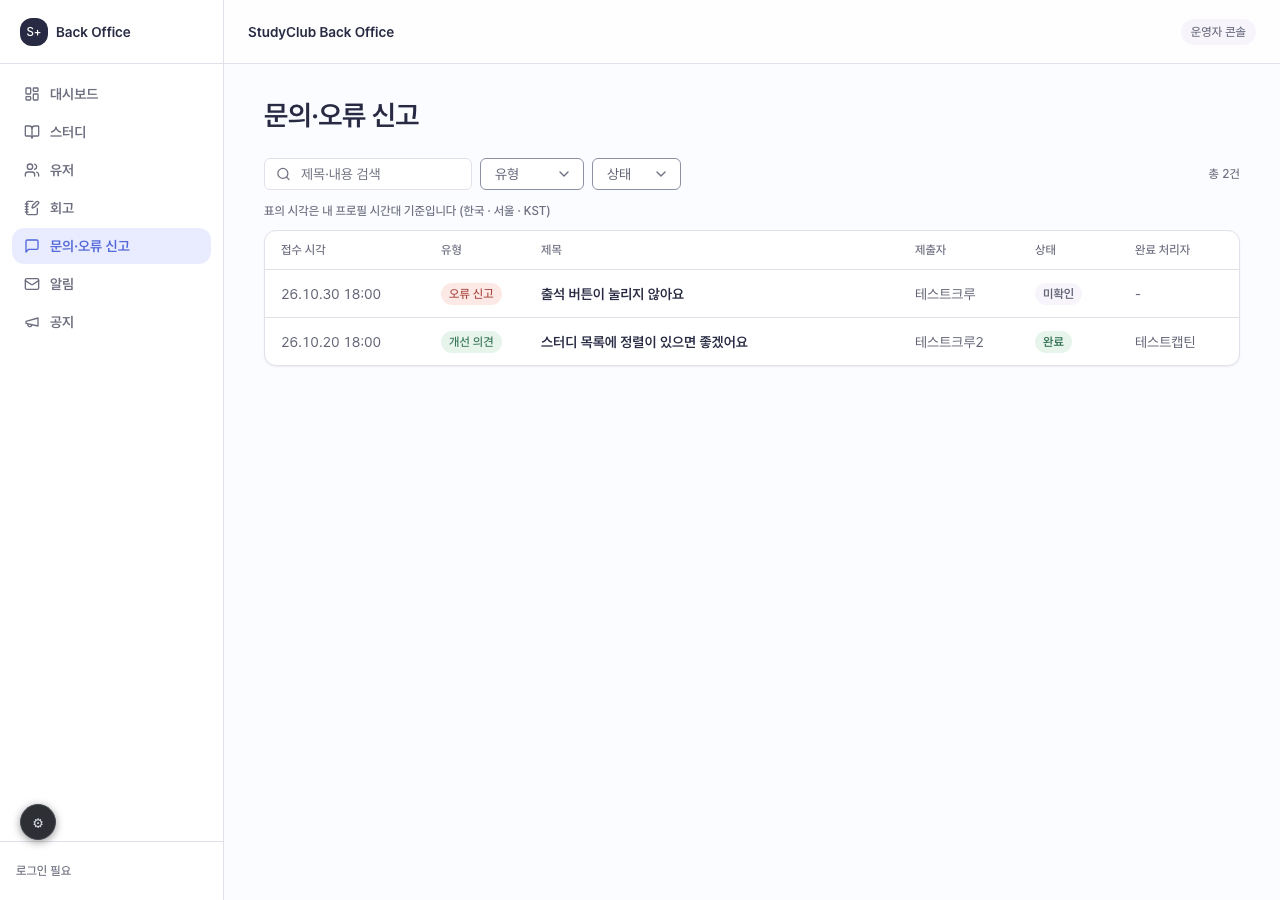 S+ Back Office
StudyClub Back Office
운영자 콘솔
대시보드
스터디
유저
회고
문의·오류 신고
알림
공지
로그인 필요
문의·오류 신고
제목·내용 검색
유형
상태
총 2건
표의 시각은 내 프로필 시간대 기준입니다 (한국 · 서울 · KST)
접수 시각 유형 제목 제출자 상태 완료 처리자
26.10.30 18:00 오류 신고 출석 버튼이 눌리지 않아요 테스트크루 미확인 -
26.10.20 18:00 개선 의견 스터디 목록에 정렬이 있으면 좋겠어요 테스트크루2 완료 테스트캡틴